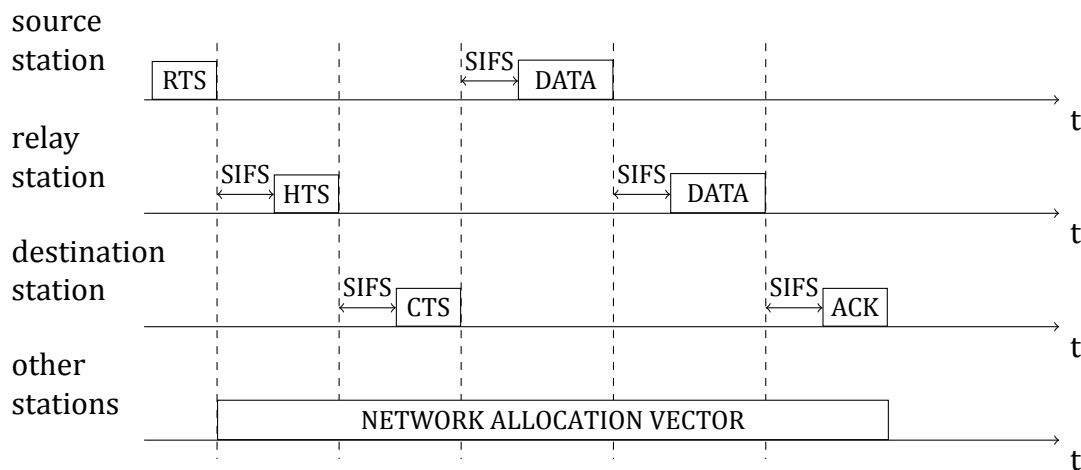 source
station
SIFS
RTS
DATA
t
relay
station
SIFS
SIFS
HTS
DATA
t
destination
station
SIFS
SIFS
CTS
ACK
t
other
stations
NETWORK ALLOCATION VECTOR
t